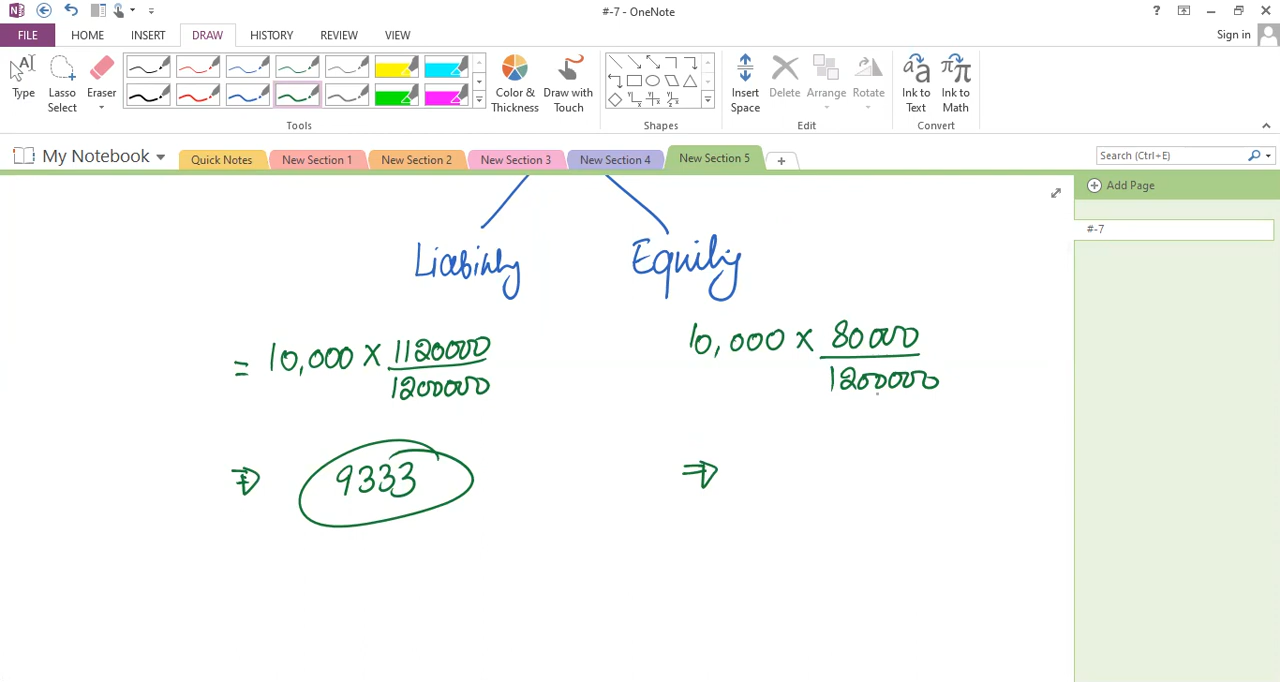 #-7 - OneNote
FILE HOME INSERT DRAW HISTORY REVIEW VIEW Sign in
Type Lasso Select Eraser Color & Thickness Draw with Touch Insert Space Delete Arrange Rotate Ink to Text Ink to Math
Tools Shapes Edit Convert
My Notebook Quick Notes New Section 1 New Section 2 New Section 3 New Section 4 New Section 5 Search (Ctrl+E)
Add Page
#-7
Liability Equity
= 10,000 × 1120000/1200000
10,000 × 80000/1200000
⇒ 9333
⇒